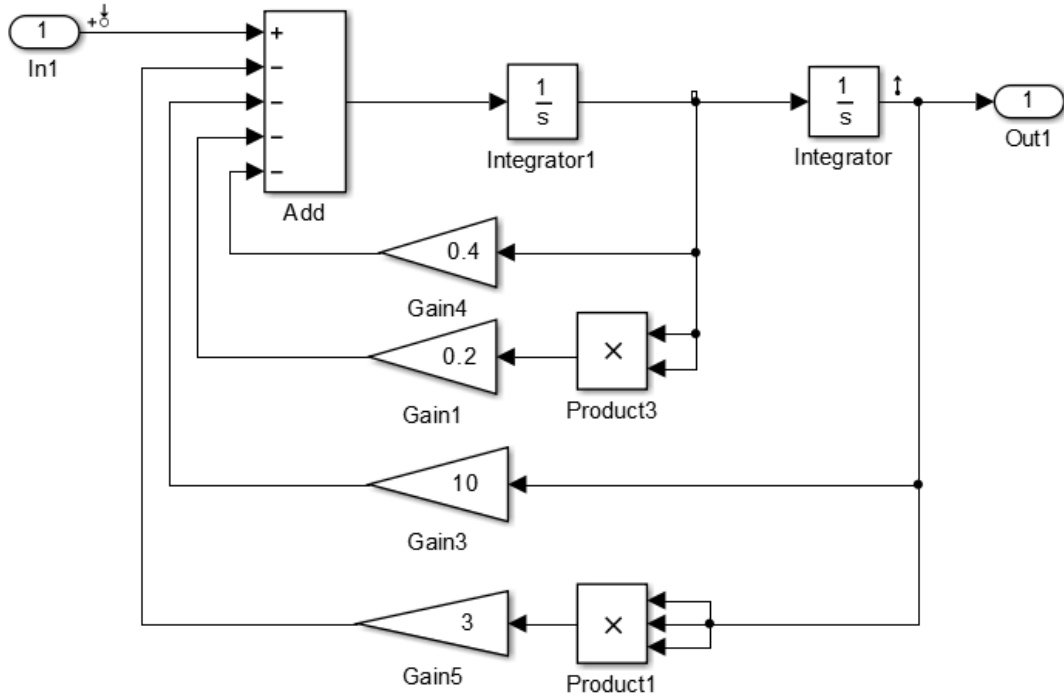 1
In1
+
+
−
−
−
−
Add
1
s
Integrator1
1
s
Integrator
1
Out1
0.4
Gain4
0.2
Gain1
×
Product3
10
Gain3
3
Gain5
×
Product1